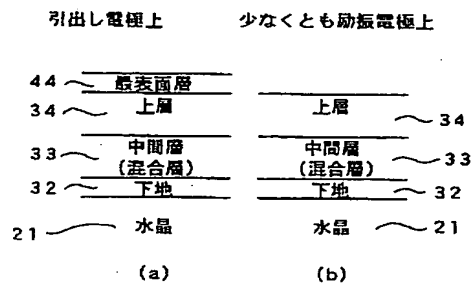 引出し電極上　少なくとも励振電極上
44 最表面層
34 上層　上層 34
33 中間層　中間層 33
(混合層)　(混合層)
32 下地　下地 32
21 水晶　水晶 21
(a)　(b)